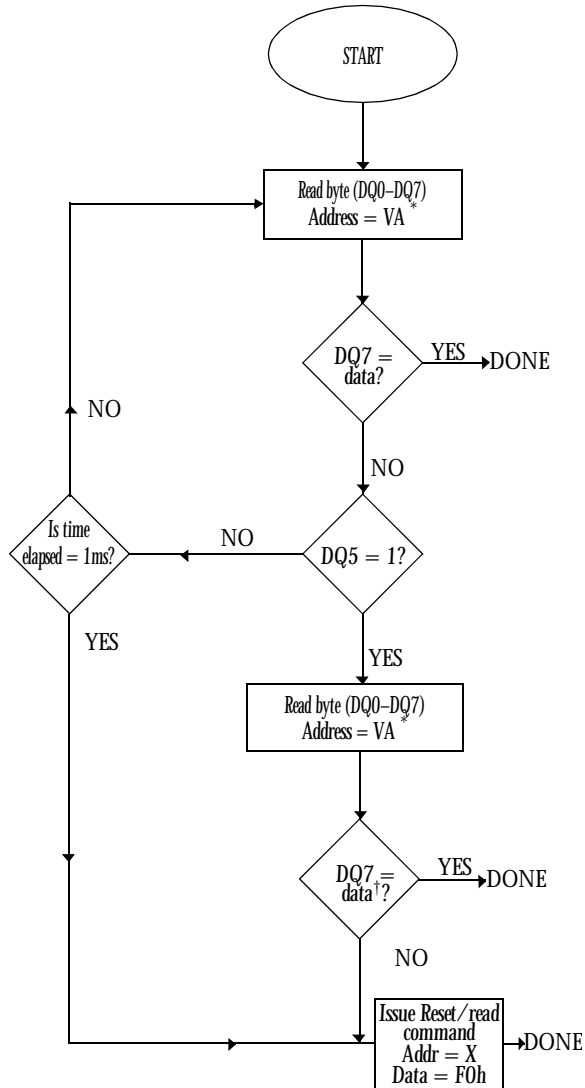 START
Read byte (DQ0–DQ7)
Address = VA*
DQ7 =
data?
YES
DONE
NO
NO
Is time
elapsed = 1ms?
NO
DQ5 = 1?
YES
YES
Read byte (DQ0–DQ7)
Address = VA*
DQ7 =
data†?
YES
DONE
NO
Issue Reset/read
command
Addr = X
Data = F0h
DONE